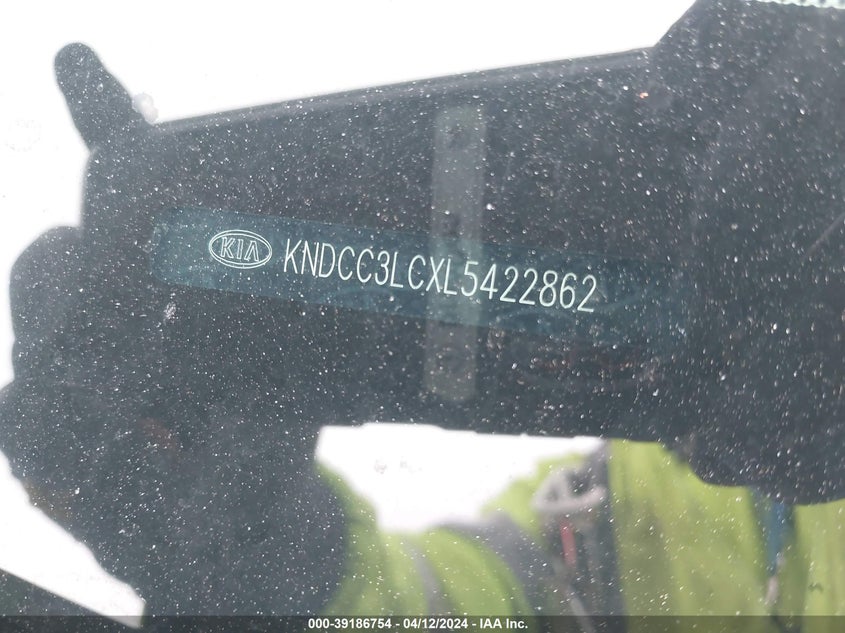 KIA KNDCC3LCXL5422862
000-39186754 - 04/12/2024 - IAA Inc.